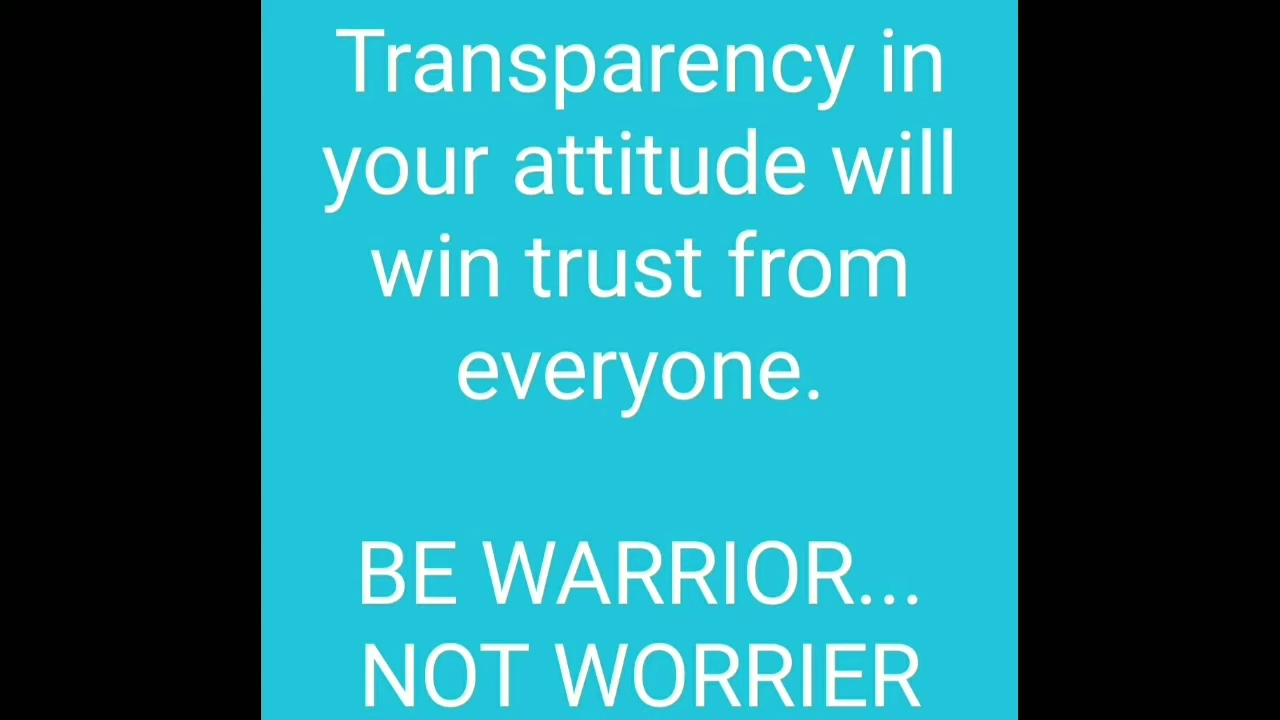 Transparency in
your attitude will
win trust from
everyone.
BE WARRIOR...
NOT WORRIER